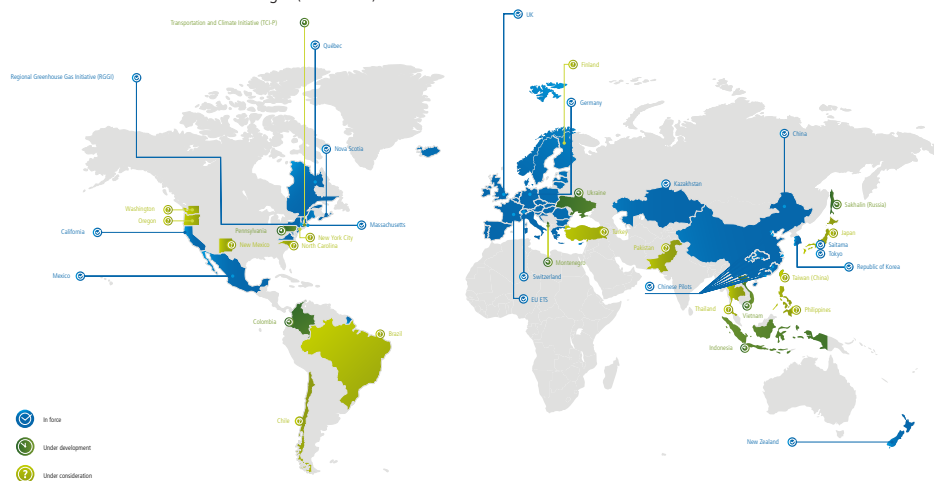 Transportation and Climate Initiative (TCI-P)
UK
Québec
Regional Greenhouse Gas Initiative (RGGI)
Finland
Germany
China
Nova Scotia
Kazakhstan
Ukraine
Washington
Oregon
California
Pennsylvania
Massachusetts
New York City
North Carolina
New Mexico
Mexico
Sakhalin (Russia)
Japan
Saitama
Tokyo
Republic of Korea
Pakistan
Montenegro
Switzerland
EU ETS
Chinese Pilots
Taiwan (China)
Thailand
Vietnam
Philippines
Indonesia
Colombia
Brazil
Chile
New Zealand
In force
Under development
Under consideration